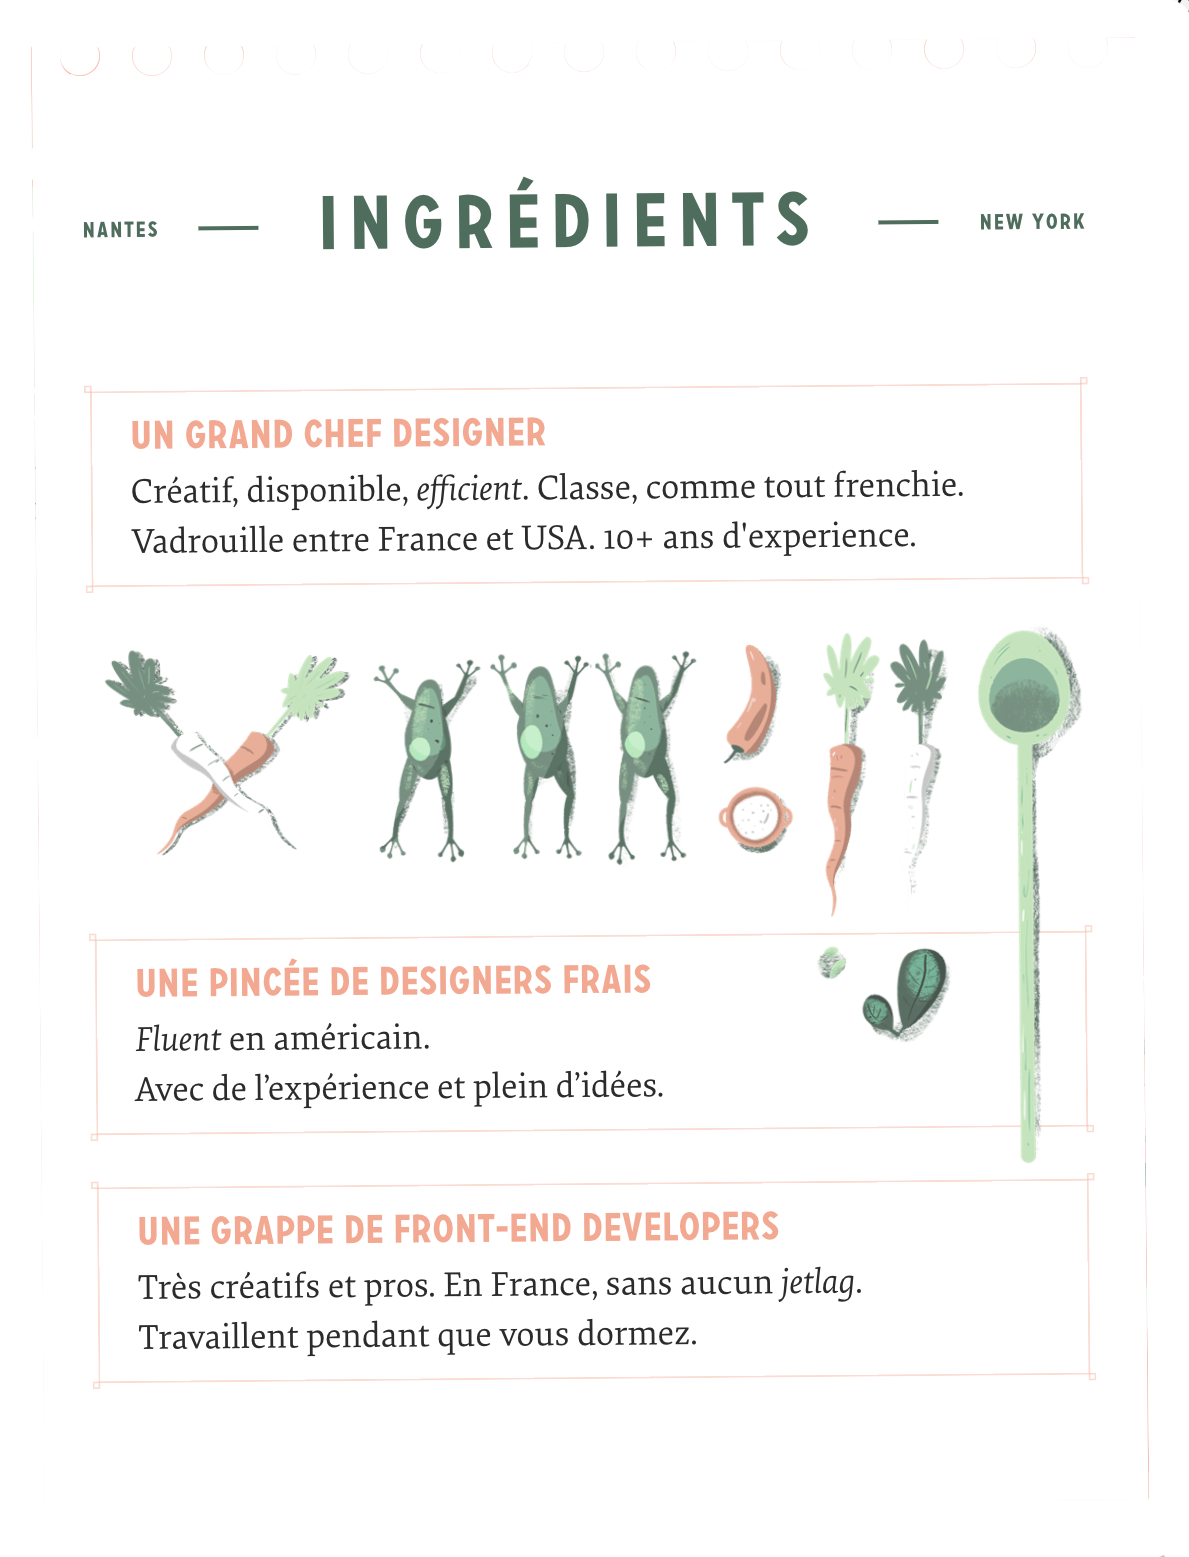 NANTES — INGRÉDIENTS — NEW YORK
UN GRAND CHEF DESIGNER
Créatif, disponible, efficient. Classe, comme tout frenchie.
Vadrouille entre France et USA. 10+ ans d'experience.
UNE PINCÉE DE DESIGNERS FRAIS
Fluent en américain.
Avec de l’expérience et plein d’idées.
UNE GRAPPE DE FRONT-END DEVELOPERS
Très créatifs et pros. En France, sans aucun jetlag.
Travaillent pendant que vous dormez.